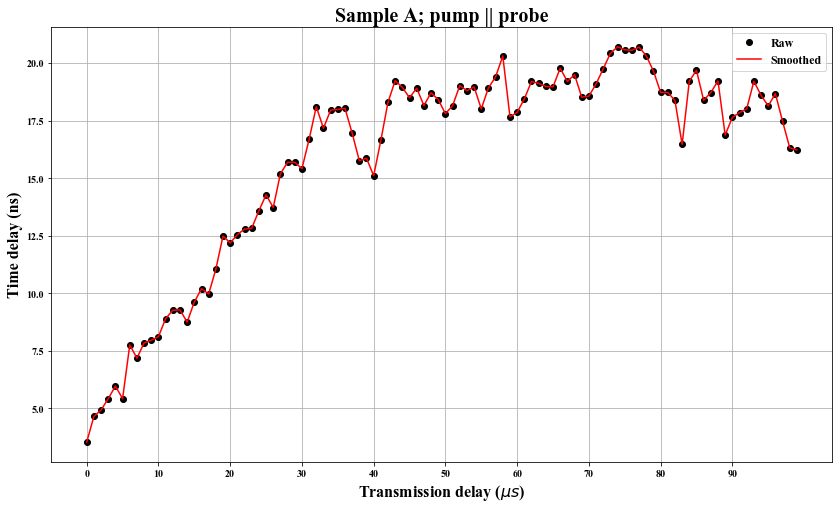 Sample A; pump || probe
Raw
Smoothed
20.0
17.5
15.0
12.5
10.0
7.5
5.0
Time delay (ns)
0 10 20 30 40 50 60 70 80 90
Transmission delay (μs)